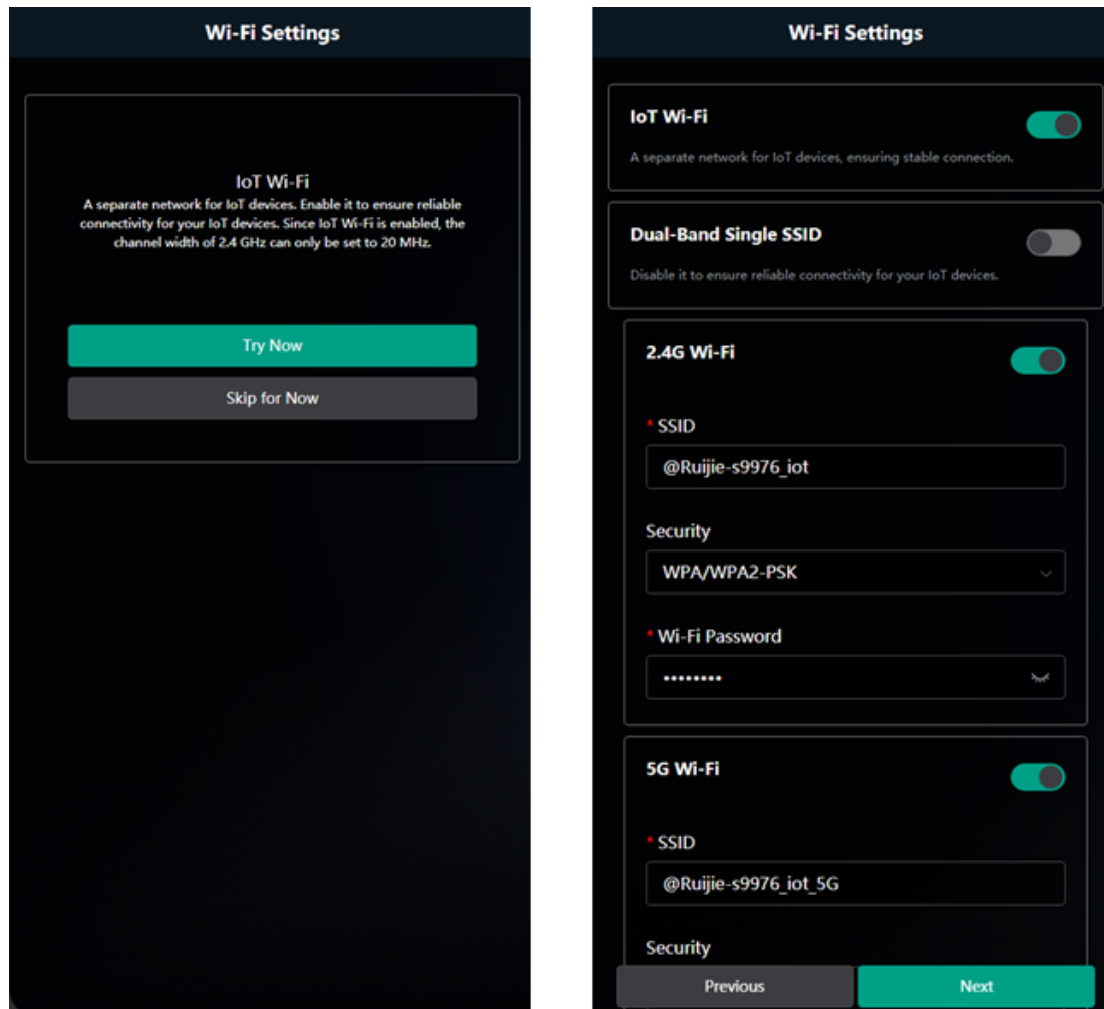 Wi-Fi Settings
IoT Wi-Fi
A separate network for IoT devices. Enable it to ensure reliable
connectivity for your IoT devices. Since IoT Wi-Fi is enabled, the
channel width of 2.4 GHz can only be set to 20 MHz.
Try Now
Skip for Now
Wi-Fi Settings
IoT Wi-Fi
A separate network for IoT devices, ensuring stable connection.
Dual-Band Single SSID
Disable it to ensure reliable connectivity for your IoT devices.
2.4G Wi-Fi
* SSID
@Ruijie-s9976_iot
Security
WPA/WPA2-PSK
* Wi-Fi Password
••••••••
5G Wi-Fi
* SSID
@Ruijie-s9976_iot_5G
Security
Previous
Next